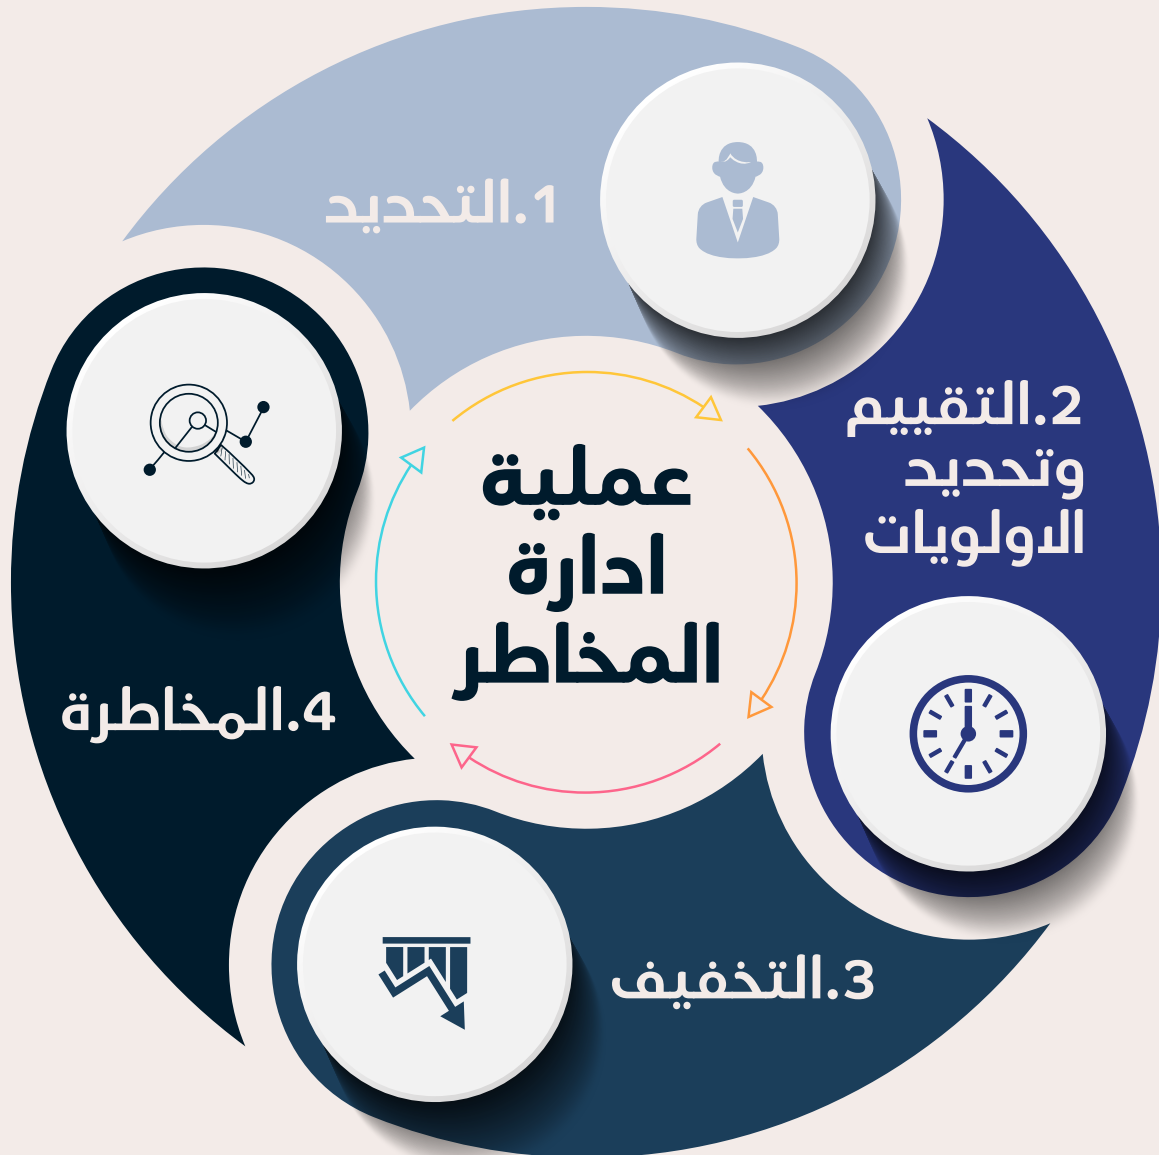 عملية
ادارة
المخاطر
1.التحديد
2.التقييم
وتحديد
الاولويات
3.التخفيف
4.المخاطرة